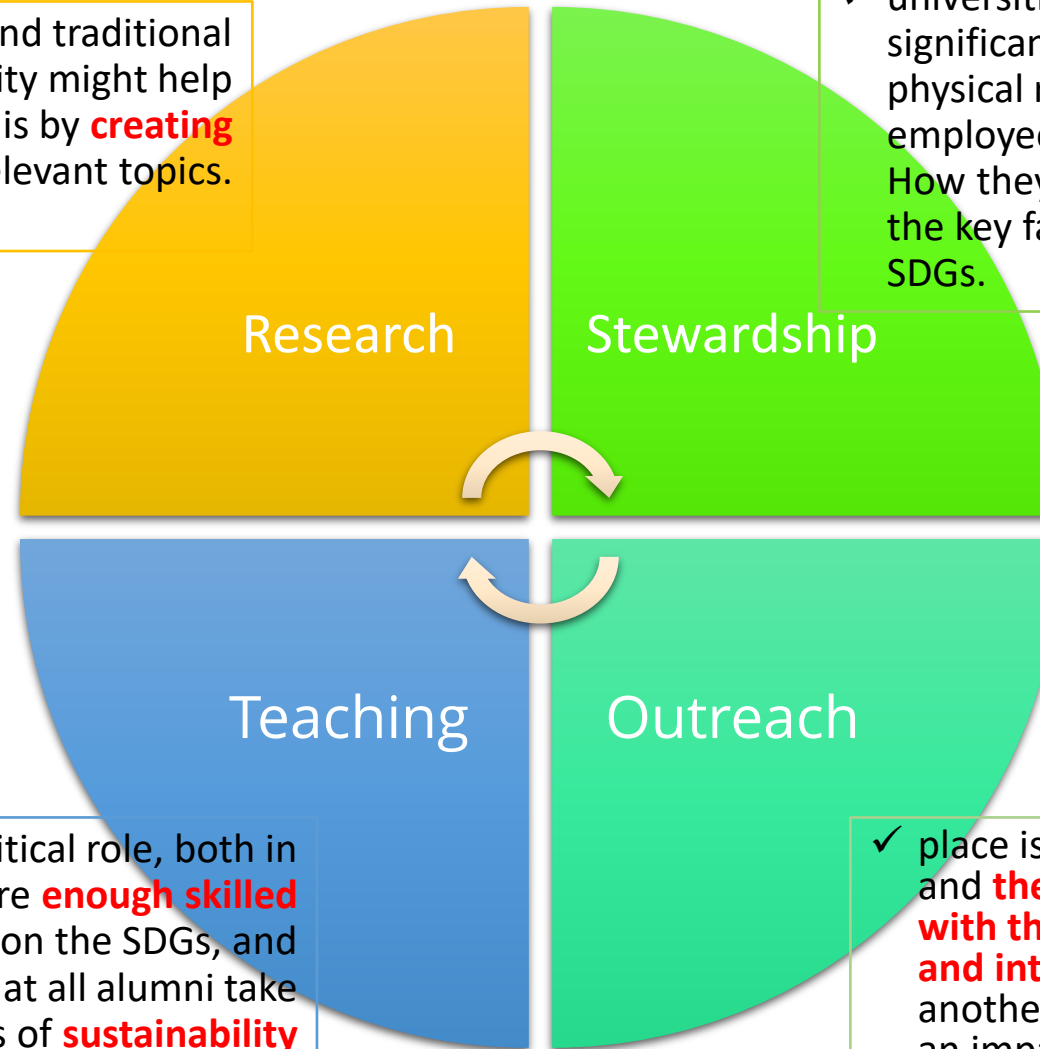 nd traditional
ity might help
is by creating
elevant topics.
significan
physical
employee
How they
the key fa
SDGs.
Research
Stewardship
Teaching
Outreach
itical role, both in
re enough skilled
on the SDGs, and
at all alumni take
s of sustainability
✓ place is
and the
with th
and int
anothe